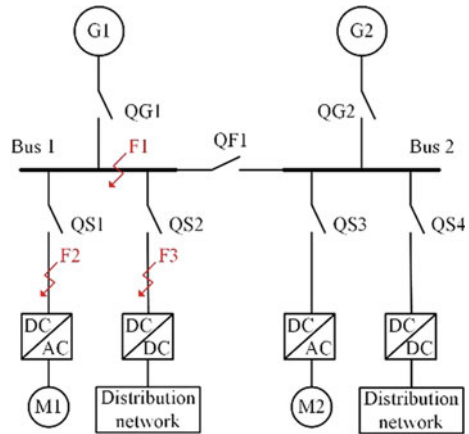 G1
G2
QG1
QG2
Bus 1
F1
QF1
Bus 2
QS1
QS2
QS3
QS4
F2
F3
DC
AC
DC
DC
DC
AC
DC
DC
M1
Distribution
network
M2
Distribution
network